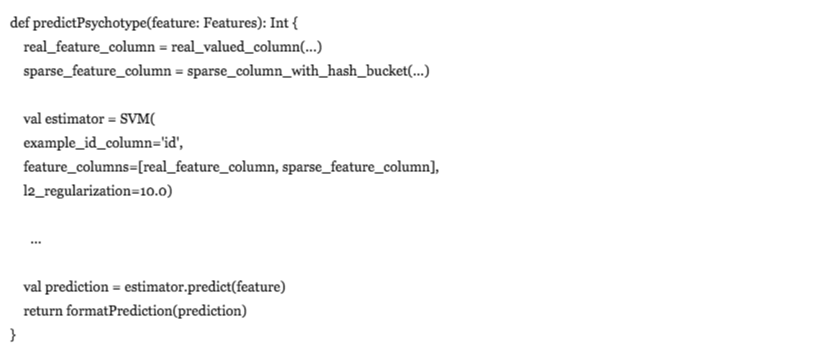 def predictPsychotype(feature: Features): Int {
real_feature_column = real_valued_column(...)
sparse_feature_column = sparse_column_with_hash_bucket(...)
val estimator = SVM(
example_id_column='id',
feature_columns=[real_feature_column, sparse_feature_column],
l2_regularization=10.0)
...
val prediction = estimator.predict(feature)
return formatPrediction(prediction)
}